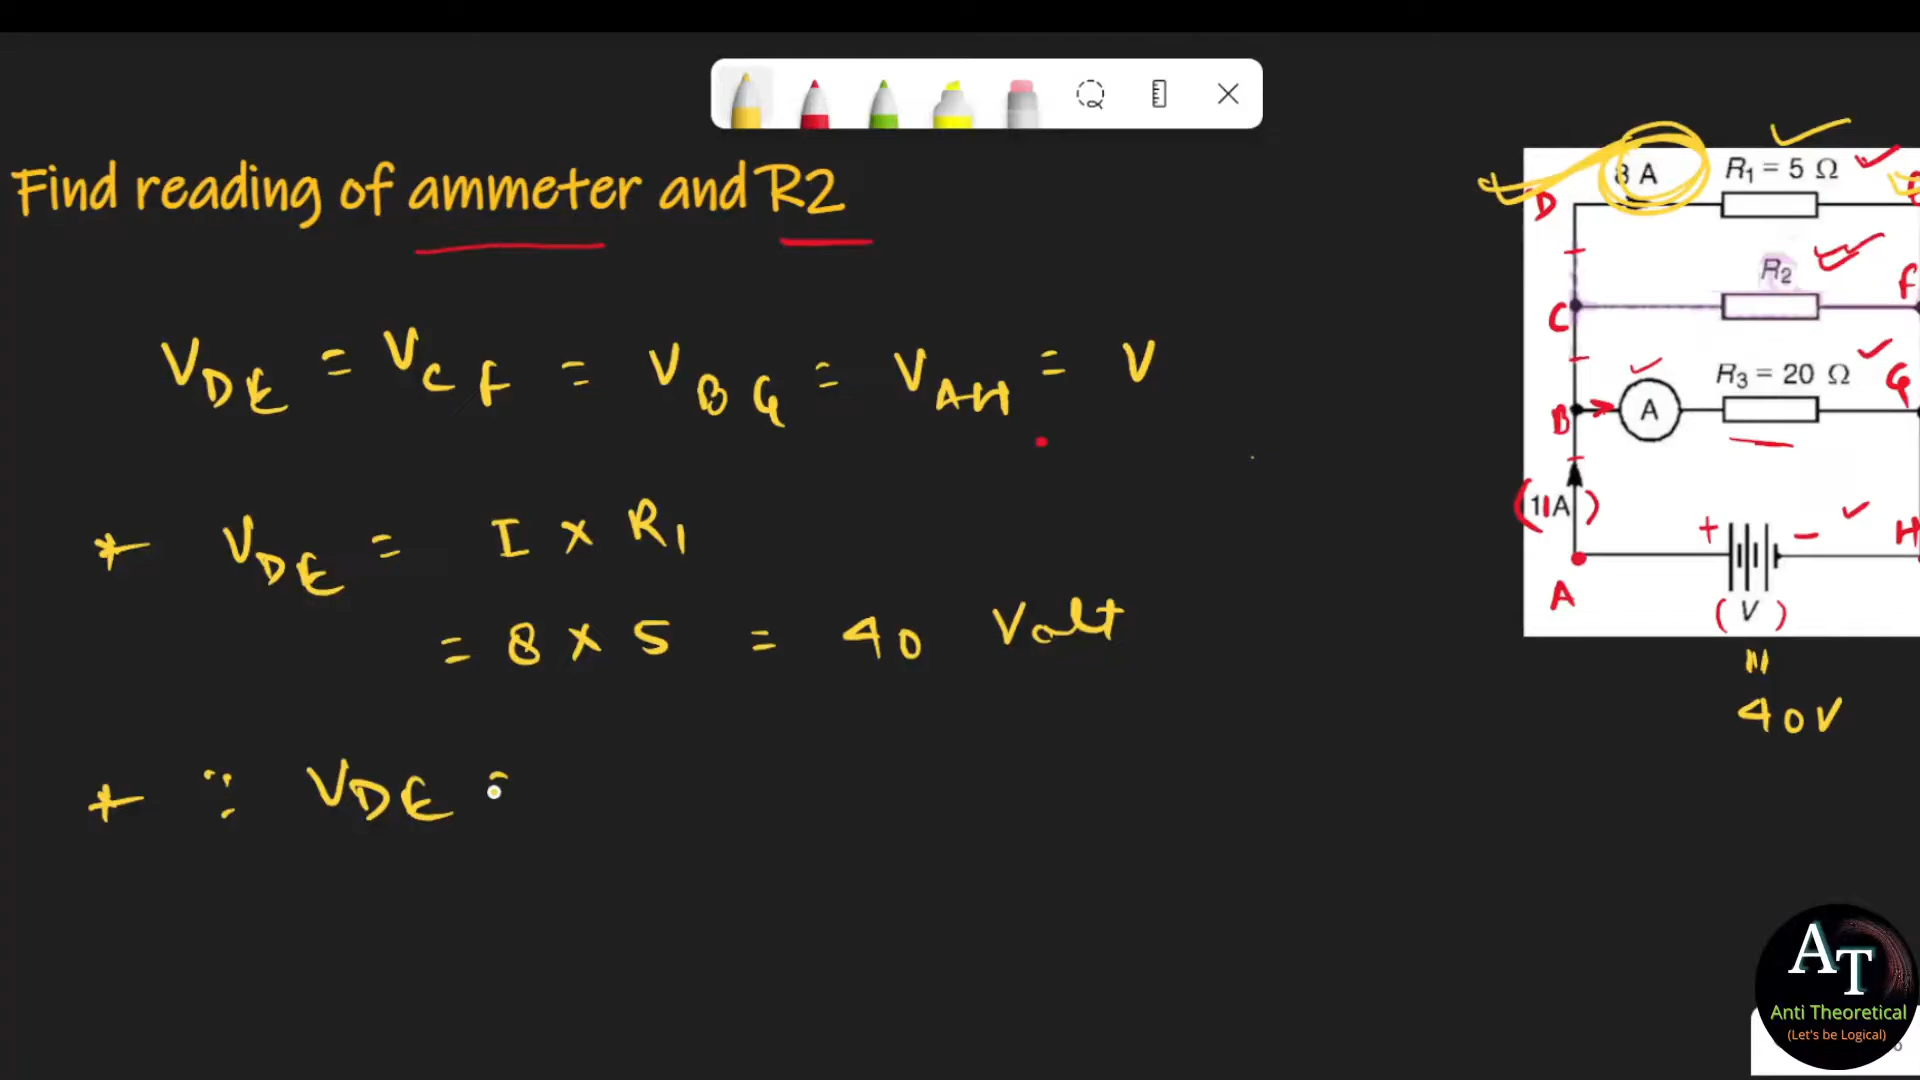 Find reading of ammeter and R2
V_DE = V_CF = V_BG = V_AH = V
* V_DE = I × R1
= 8 × 5 = 40 Volt
* ∵ V_DE =
8 A
R1 = 5 Ω
D
R2
C
F
R3 = 20 Ω
B
A
G
(11A)
+
−
H
A
(V)
40V
AT
Anti Theoretical
(Let's be Logical)